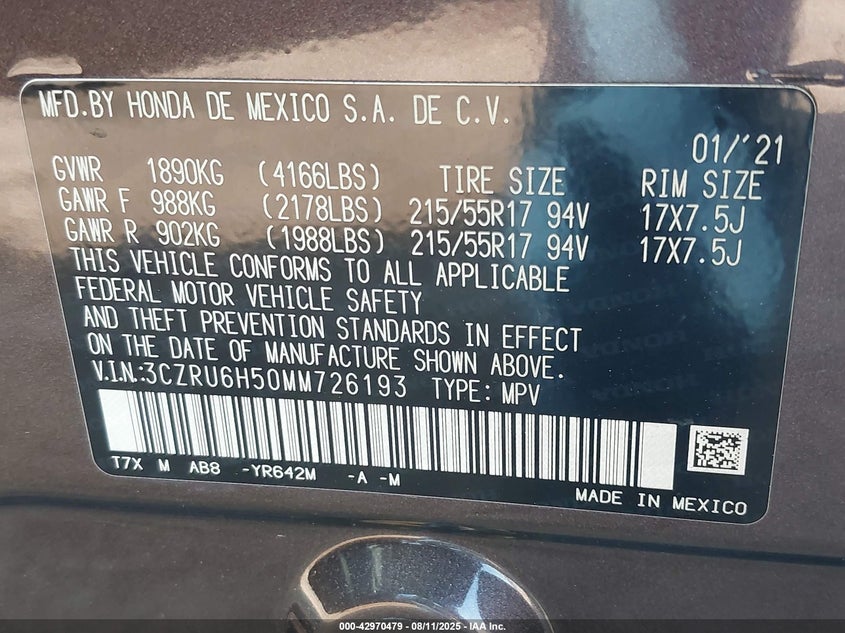 MFD.BY HONDA DE MEXICO S.A. DE C.V.
01/'21
GVWR 1890KG (4166LBS) TIRE SIZE RIM SIZE
GAWR F 988KG (2178LBS) 215/55R17 94V 17X7.5J
GAWR R 902KG (1988LBS) 215/55R17 94V 17X7.5J
THIS VEHICLE CONFORMS TO ALL APPLICABLE
FEDERAL MOTOR VEHICLE SAFETY
AND THEFT PREVENTION STANDARDS IN EFFECT
ON THE DATE OF MANUFACTURE SHOWN ABOVE.
V.I.N.:3CZRU6H50MM726193 TYPE: MPV
T7X M AB8 -YR642M -A -M
MADE IN MEXICO
000-42970479 - 08/11/2025 - IAA Inc.